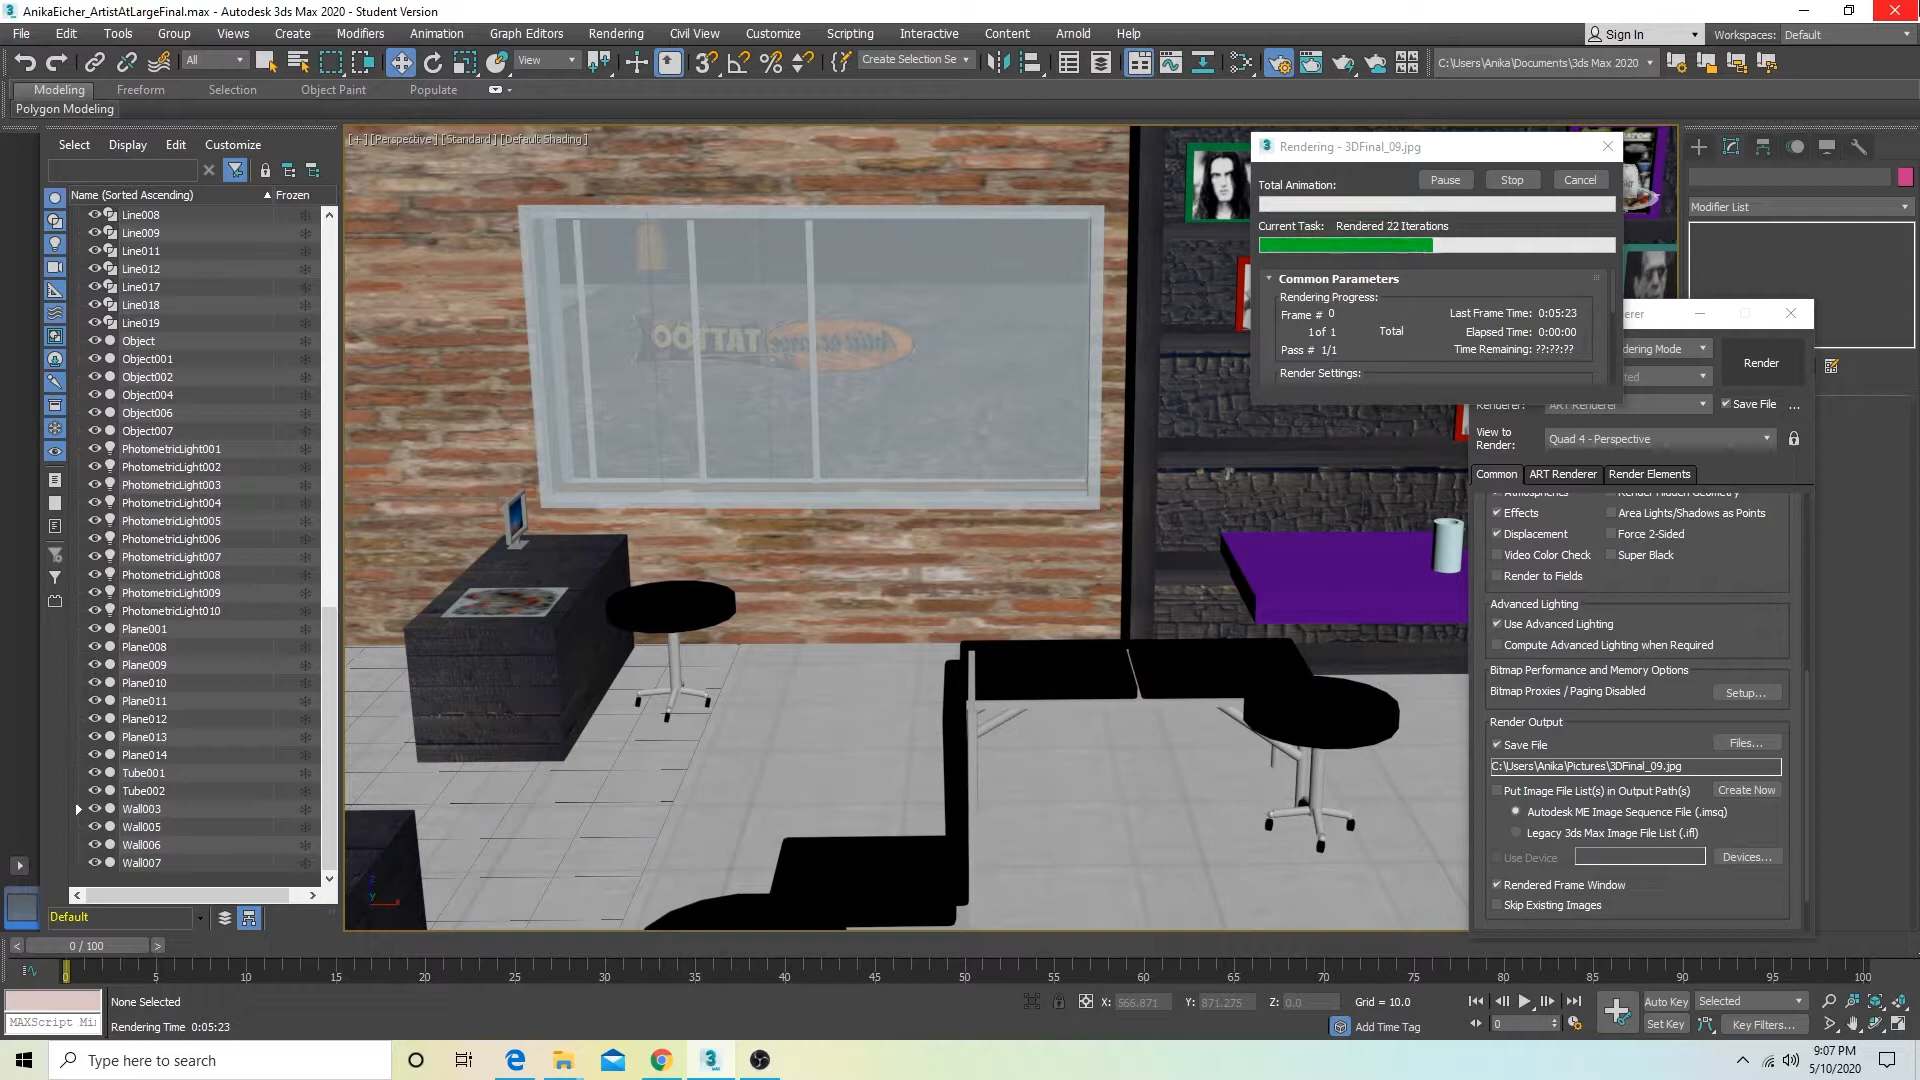 AnikaEicher_ArtistAtLargeFinal.max - Autodesk 3ds Max 2020 - Student Version
File Edit Tools Group Views Create Modifiers Animation Graph Editors Rendering Civil View Customize Scripting Interactive Content Arnold Help
Sign In Workspaces: Default
All View Create Selection Se C:\Users\Anika\Documents\3ds Max 2020
Modeling Freeform Selection Object Paint Populate
Polygon Modeling
Select Display Edit Customize
[+] [Perspective] [Standard] [Default Shading]
Name (Sorted Ascending) Frozen
Line008
Line009
Line011
Line012
Line017
Line018
Line019
Object
Object001
Object002
Object004
Object006
Object007
PhotometricLight001
PhotometricLight002
PhotometricLight003
PhotometricLight004
PhotometricLight005
PhotometricLight006
PhotometricLight007
PhotometricLight008
PhotometricLight009
PhotometricLight010
Plane001
Plane008
Plane009
Plane010
Plane011
Plane012
Plane013
Plane014
Tube001
Tube002
Wall003
Wall005
Wall006
Wall007
Default
TATTOO
Rendering - 3DFinal_09.jpg
Total Animation: Pause Stop Cancel
Current Task: Rendered 22 Iterations
Common Parameters
Rendering Progress:
Frame # 0 Last Frame Time: 0:05:23
1 of 1 Total Elapsed Time: 0:00:00
Pass # 1/1 Time Remaining: ??:??:??
Render Settings:
Modifier List
Render
Renderer: ART Renderer Save File ...
View to Render: Quad 4 - Perspective
Common ART Renderer Render Elements
Atmospherics Render Hidden Geometry
Effects Area Lights/Shadows as Points
Displacement Force 2-Sided
Video Color Check Super Black
Render to Fields
Advanced Lighting
Use Advanced Lighting
Compute Advanced Lighting when Required
Bitmap Performance and Memory Options
Bitmap Proxies / Paging Disabled Setup...
Render Output
Save File Files...
C:\Users\Anika\Pictures\3DFinal_09.jpg
Put Image File List(s) in Output Path(s) Create Now
Autodesk ME Image Sequence File (.imsq)
Legacy 3ds Max Image File List (.ifl)
Use Device Devices...
Rendered Frame Window
Skip Existing Images
< 0 / 100 >
0 5 10 15 20 25 30 35 40 45 50 55 60 65 70 75 80 85 90 95 100
None Selected X: 566.871 Y: 871.275 Z: 0.0 Grid = 10.0 Auto Key Selected
MAXScript Mi Rendering Time 0:05:23 Add Time Tag 0 Set Key Key Filters...
Type here to search
9:07 PM
5/10/2020